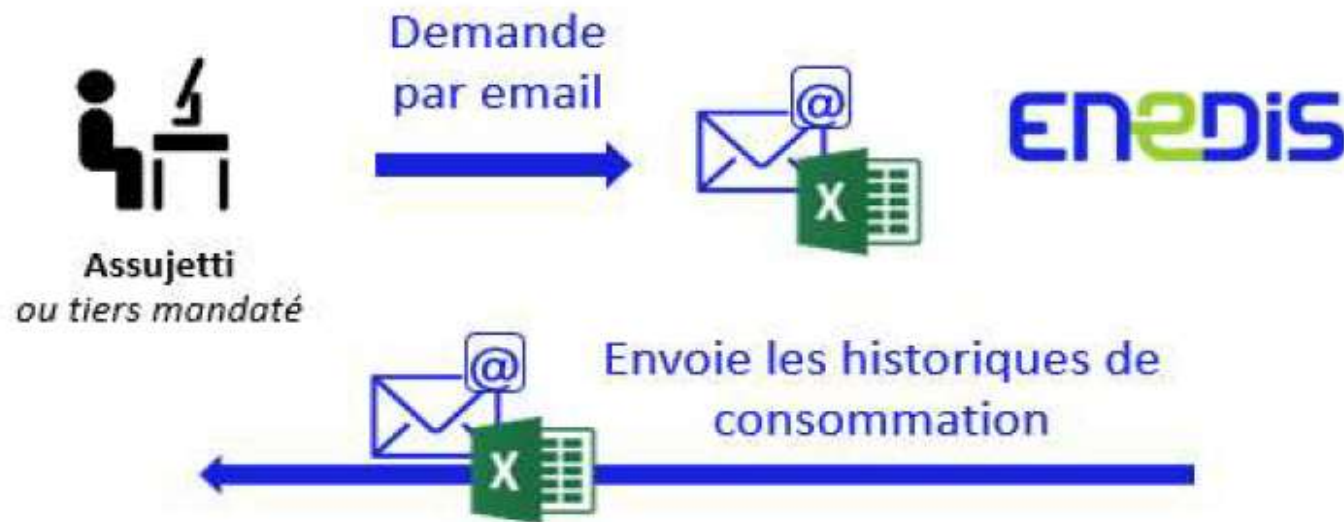 Demande
par email
@
X
ENEDIS
Assujetti
ou tiers mandaté
@
Envoie les historiques de
consommation
X